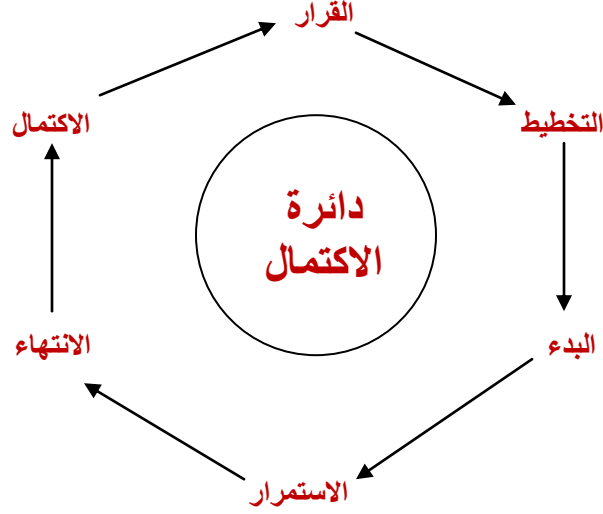 القرار
التخطيط
الاكتمال
دائرة
الاكتمال
البدء
الانتهاء
الاستمرار